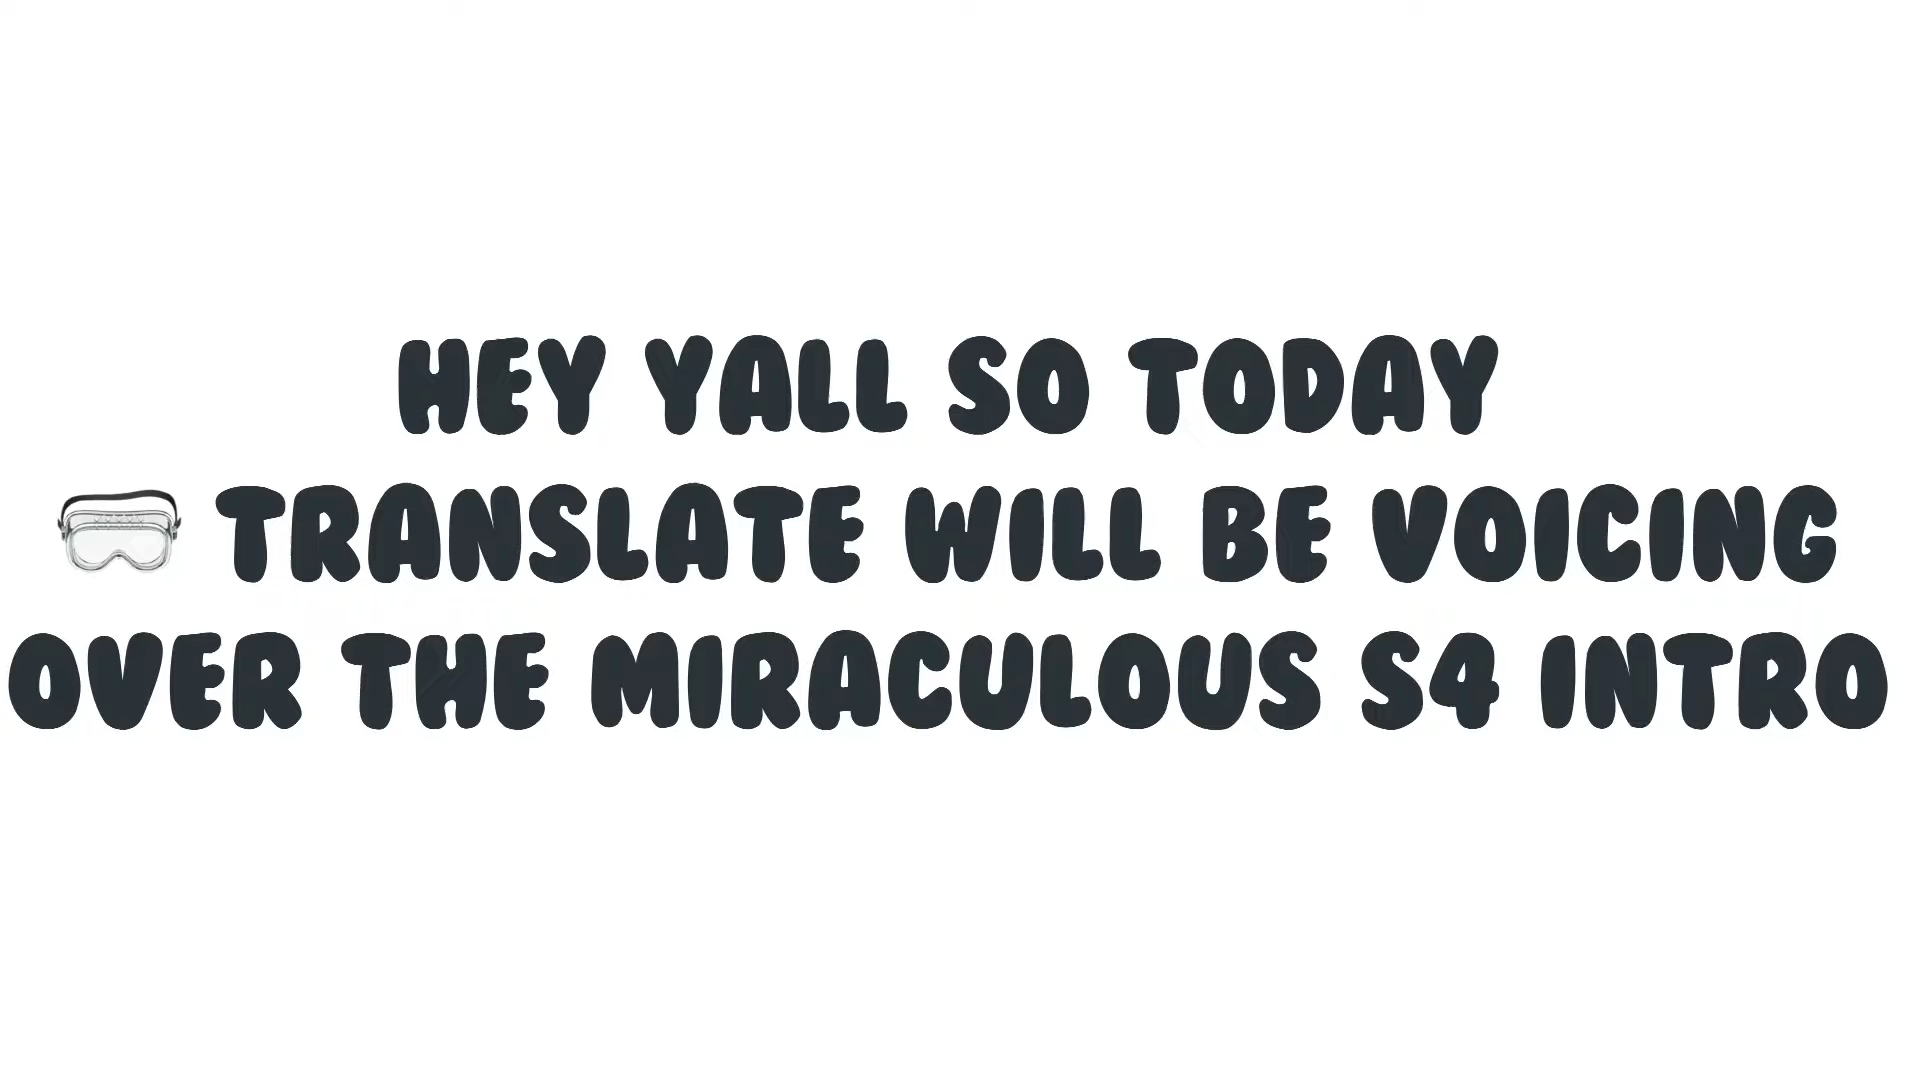 HEY YALL SO TODAY
🥽 TRANSLATE WILL BE VOICING
OVER THE MIRACULOUS S4 INTRO